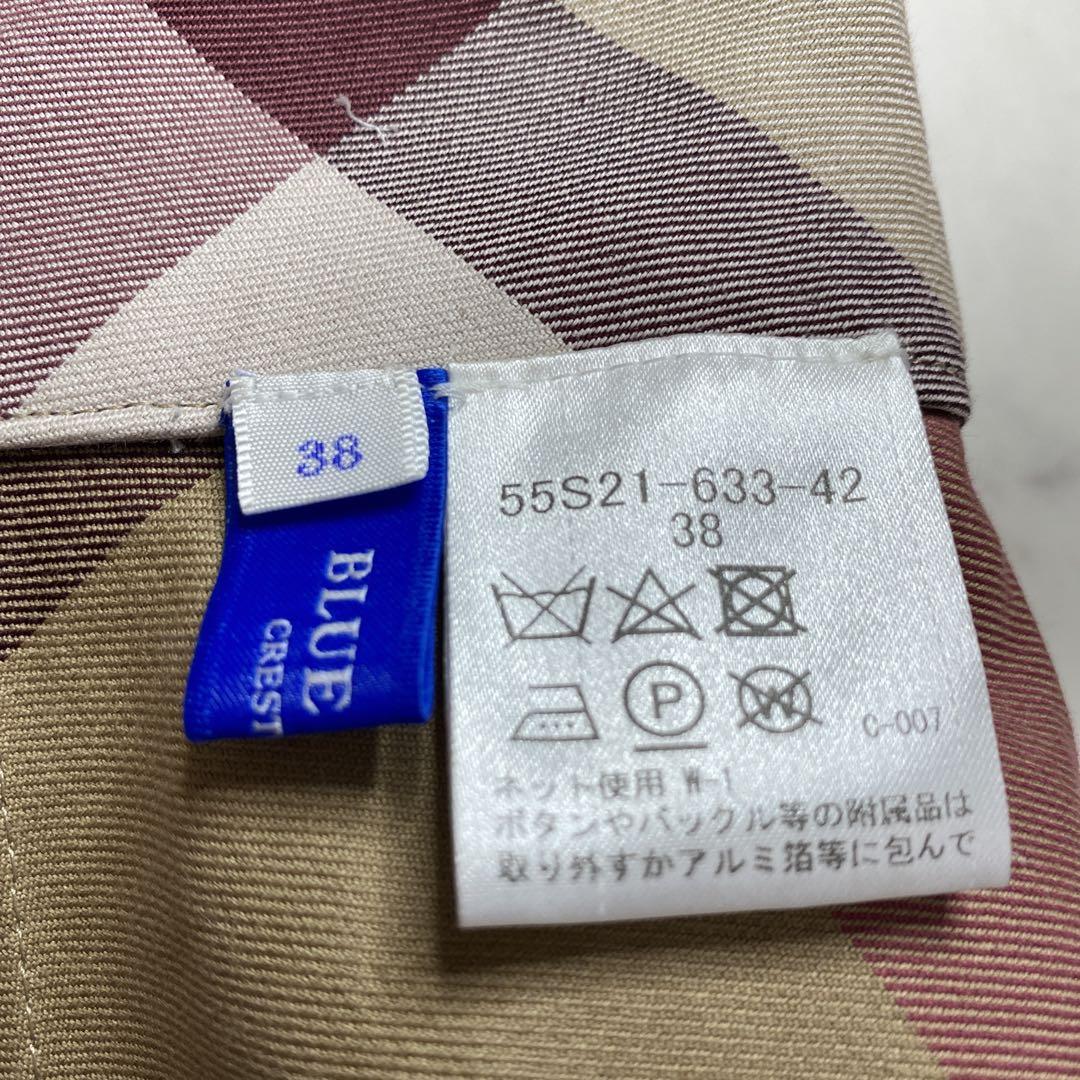 38
BLUE
CREST
55S21-633-42
38
P
W
C-007
ネット使用 W-1
ボタンやバックル等の附属品は
取り外すかアルミ箔等に包んで